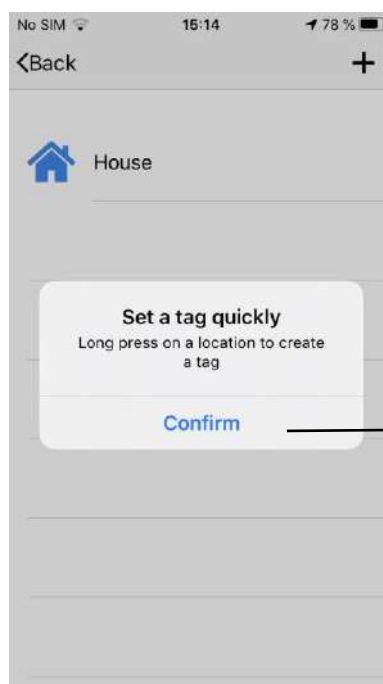 No SIM 15:14 78 %
Back +
House
Set a tag quickly
Long press on a location to create
a tag
Confirm